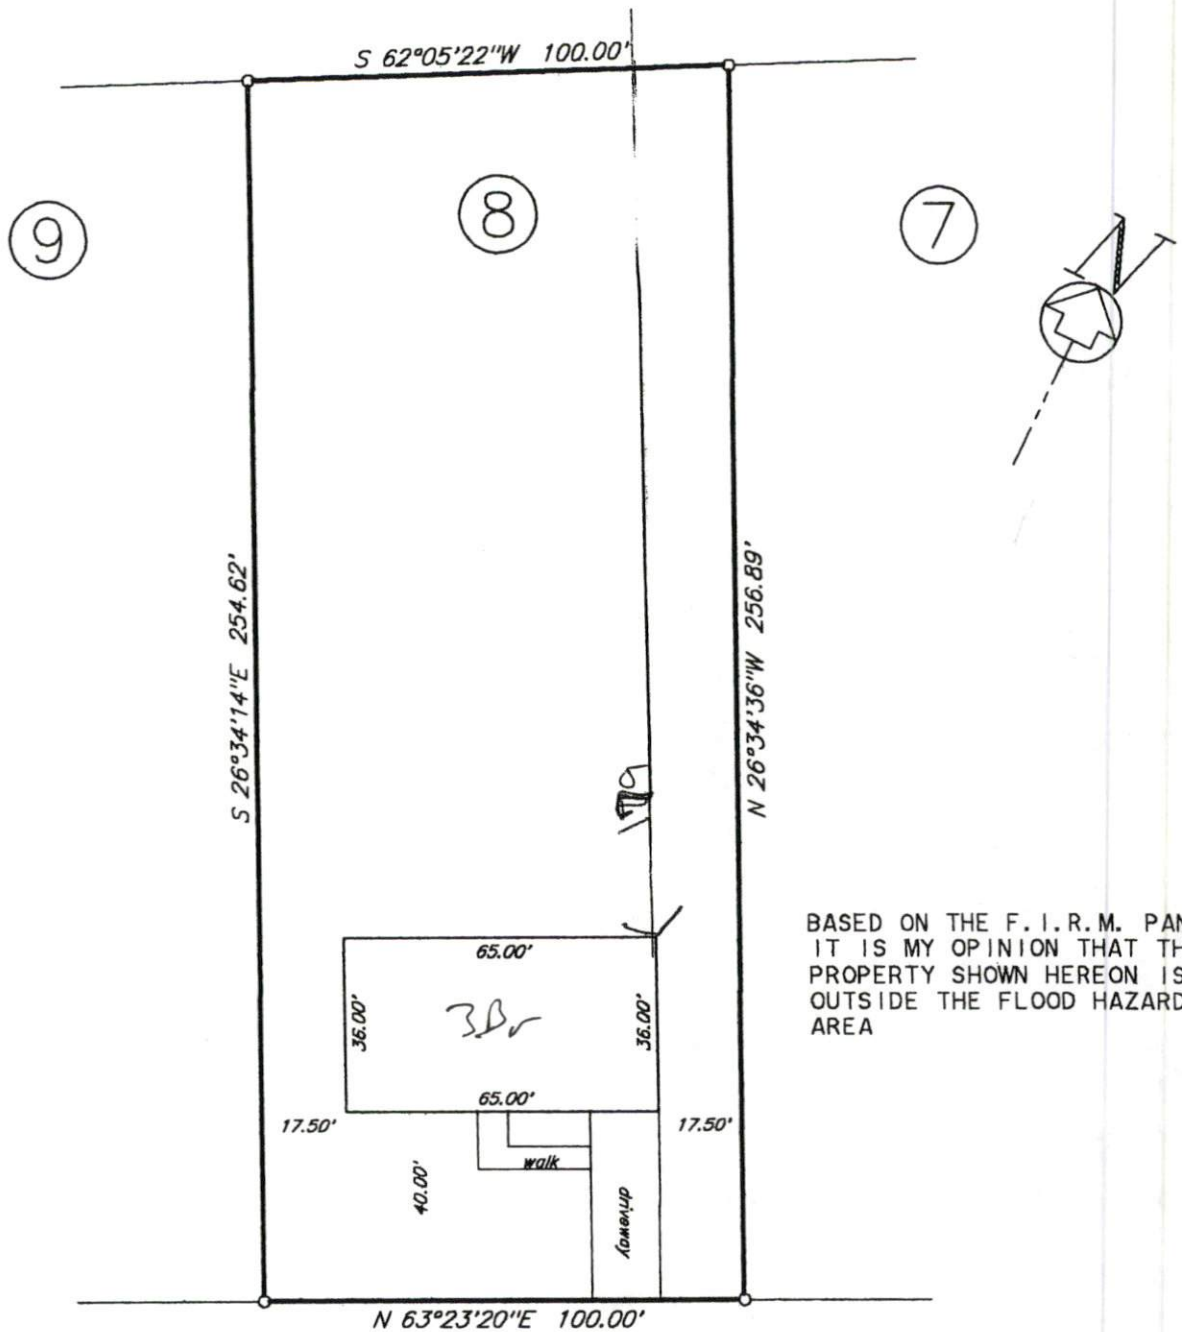 S 62°05'22"W 100.00'
9
8
7
N
S 26°34'14"E 254.62'
N 26°34'36"W 256.89'
BASED ON THE F.I.R.M. PAN
IT IS MY OPINION THAT TH
PROPERTY SHOWN HEREON IS
OUTSIDE THE FLOOD HAZARD
AREA
65.00'
36.00'
3Br
36.00'
65.00'
17.50'
17.50'
walk
40.00'
driveway
N 63°23'20"E 100.00'